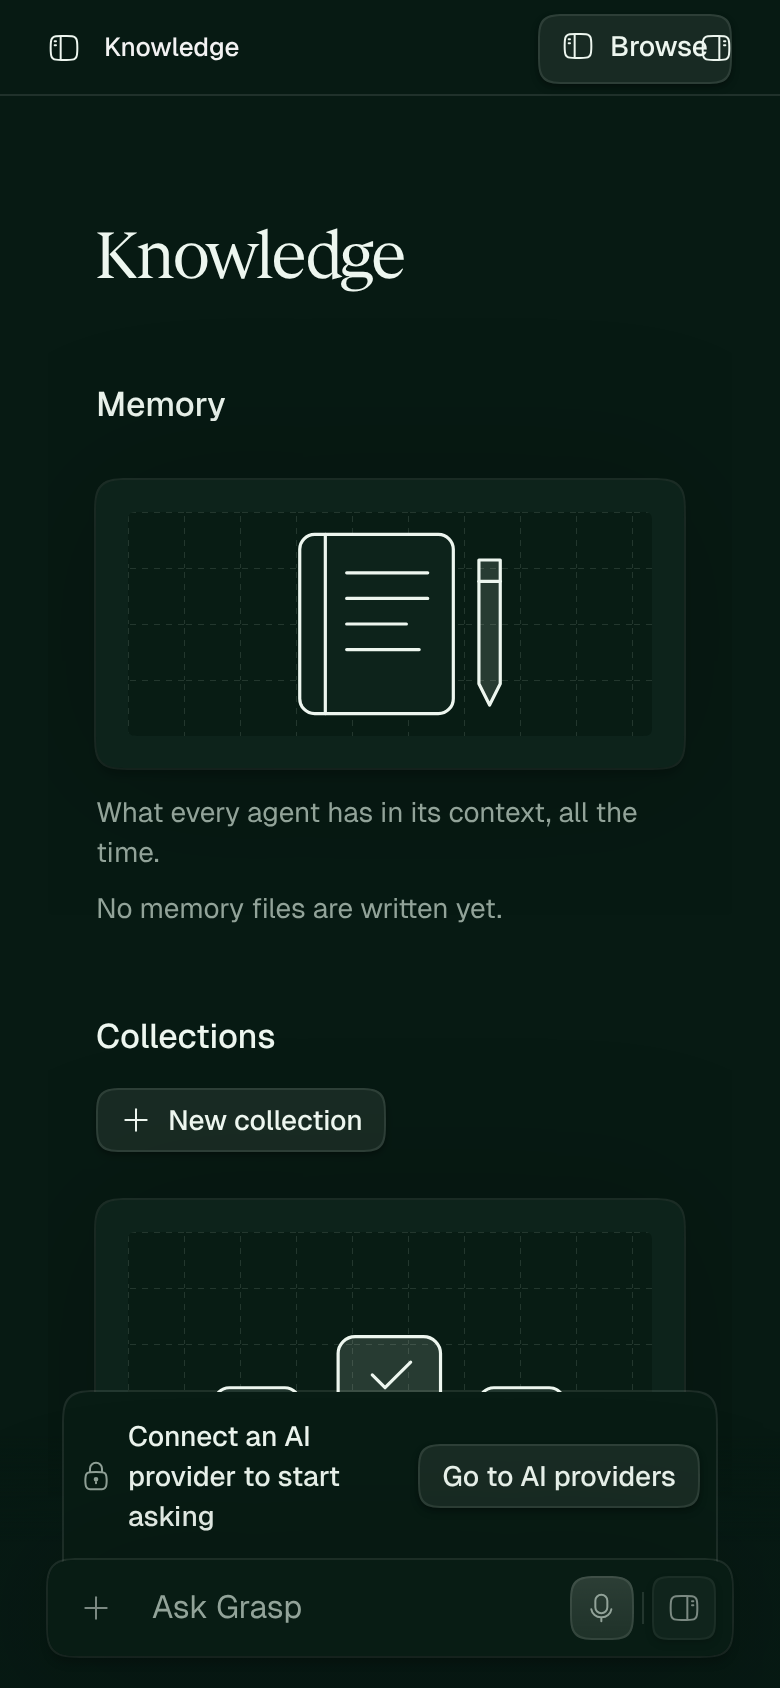 Knowledge
Browse
Knowledge
Memory
What every agent has in its context, all the
time.
No memory files are written yet.
Collections
New collection
Connect an AI
provider to start
asking
Go to AI providers
Ask Grasp